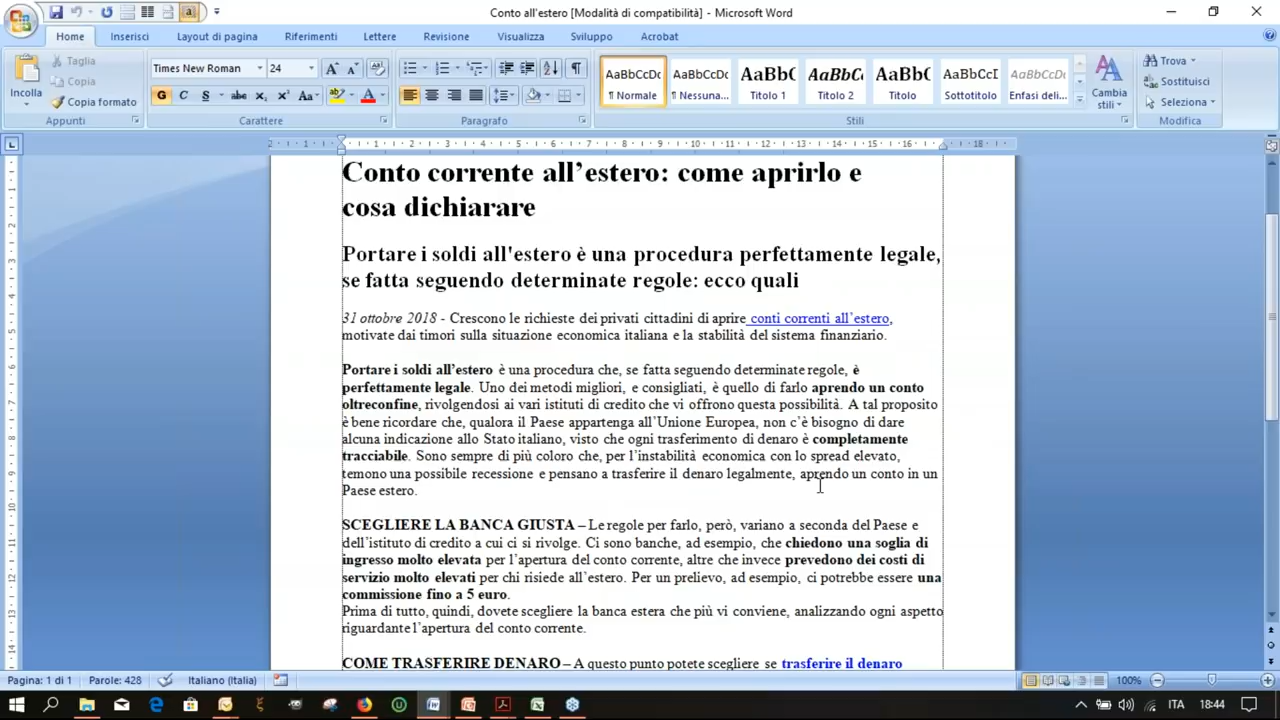 Conto all'estero [Modalità di compatibilità] - Microsoft Word
Home Inserisci Layout di pagina Riferimenti Lettere Revisione Visualizza Sviluppo Acrobat
Incolla
Taglia
Copia
Copia formato
Appunti
Times New Roman 24
Carattere
Paragrafo
AaBbCcDc AaBbCcDc AaBbC AaBbCc AaBbC AaBbCcI AaBbCcDc
¶ Normale ¶ Nessuna... Titolo 1 Titolo 2 Titolo Sottotitolo Enfasi deli...
Cambia stili
Stili
Trova
Sostituisci
Seleziona
Modifica
Conto corrente all’estero: come aprirlo e
cosa dichiarare
Portare i soldi all'estero è una procedura perfettamente legale,
se fatta seguendo determinate regole: ecco quali
31 ottobre 2018 - Crescono le richieste dei privati cittadini di aprire conti correnti all’estero,
motivate dai timori sulla situazione economica italiana e la stabilità del sistema finanziario.
Portare i soldi all’estero è una procedura che, se fatta seguendo determinate regole, è
perfettamente legale. Uno dei metodi migliori, e consigliati, è quello di farlo aprendo un conto
oltreconfine, rivolgendosi ai vari istituti di credito che vi offrono questa possibilità. A tal proposito
è bene ricordare che, qualora il Paese appartenga all’Unione Europea, non c’è bisogno di dare
alcuna indicazione allo Stato italiano, visto che ogni trasferimento di denaro è completamente
tracciabile. Sono sempre di più coloro che, per l’instabilità economica con lo spread elevato,
temono una possibile recessione e pensano a trasferire il denaro legalmente, aprendo un conto in un
Paese estero.
SCEGLIERE LA BANCA GIUSTA – Le regole per farlo, però, variano a seconda del Paese e
dell’istituto di credito a cui ci si rivolge. Ci sono banche, ad esempio, che chiedono una soglia di
ingresso molto elevata per l’apertura del conto corrente, altre che invece prevedono dei costi di
servizio molto elevati per chi risiede all’estero. Per un prelievo, ad esempio, ci potrebbe essere una
commissione fino a 5 euro.
Prima di tutto, quindi, dovete scegliere la banca estera che più vi conviene, analizzando ogni aspetto
riguardante l’apertura del conto corrente.
COME TRASFERIRE DENARO – A questo punto potete scegliere se trasferire il denaro
Pagina: 1 di 1 Parole: 428 Italiano (Italia) 100%
ITA 18:44